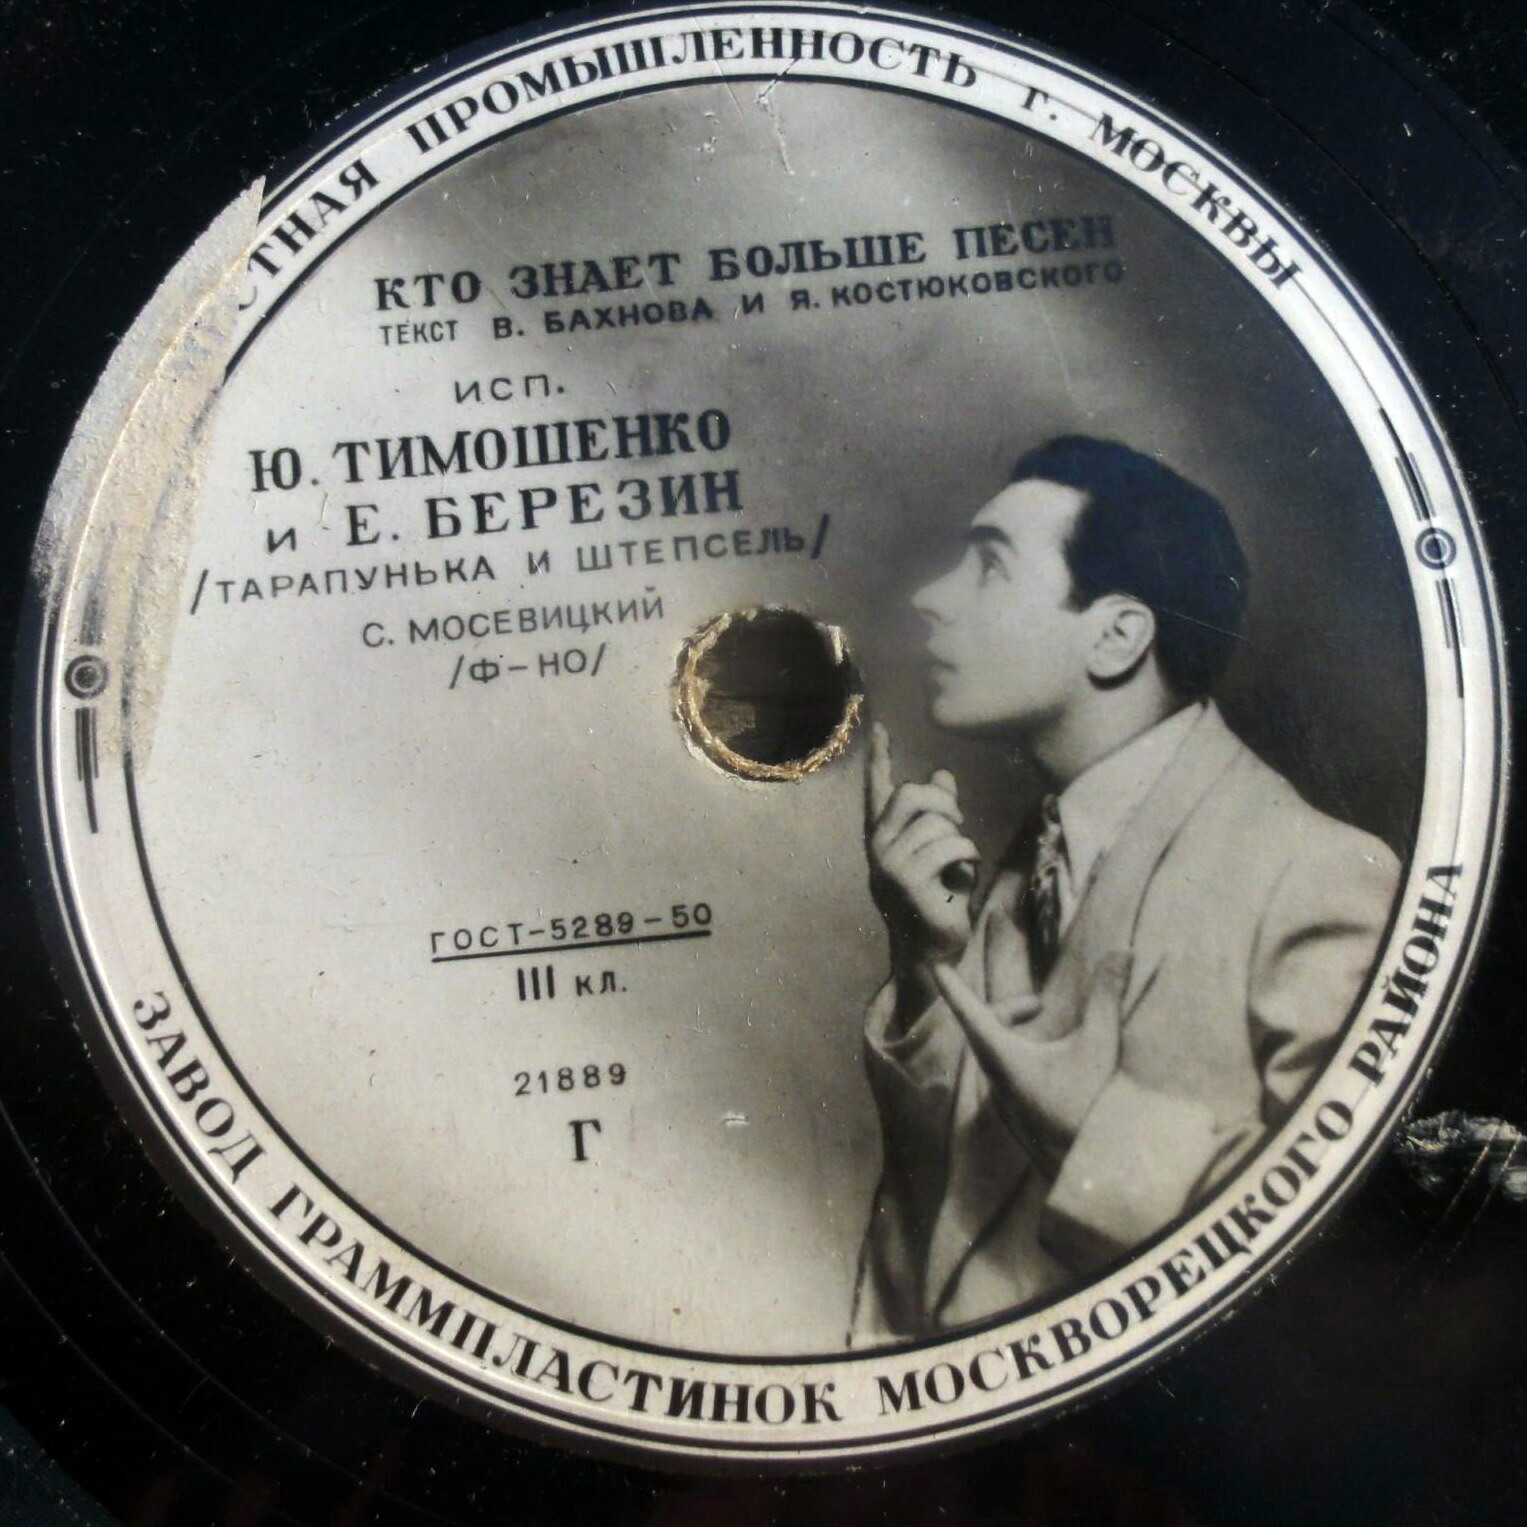 ПРОМЫШЛЕННОСТЬ г. МОСКВЫ
КТО ЗНАЕТ БОЛЬШЕ ПЕСЕН
ТЕКСТ В. БАХНОВА И Я. КОСТЮКОВСКОГО
ИСП.
Ю. ТИМОШЕНКО
и Е. БЕРЕЗИН
/ТАРАПУНЬКА И ШТЕПСЕЛЬ/
С. МОСЕВИЦКИЙ
/Ф-НО/
ГОСТ-5289-50
III КЛ.
21889
Г
ЗАВОД ГРАММПЛАСТИНОК МОСКВОРЕЦКОГО РАЙОНА